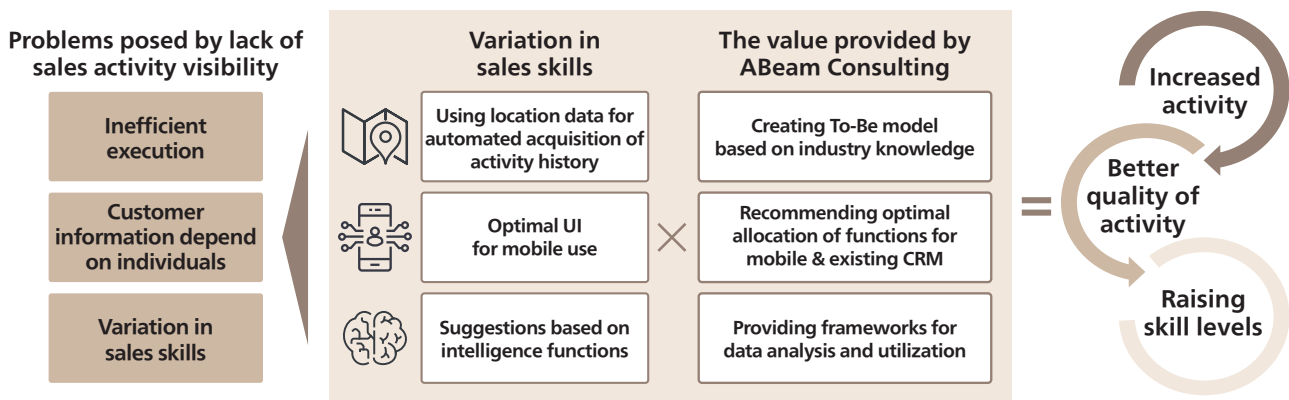 Problems posed by lack of
sales activity visibility
Inefficient
execution
Customer
information depend
on individuals
Variation in
sales skills
Variation in
sales skills
Using location data for
automated acquisition of
activity history
Optimal UI
for mobile use
Suggestions based on
intelligence functions
The value provided by
ABeam Consulting
Creating To-Be model
based on industry knowledge
Recommending optimal
allocation of functions for
mobile & existing CRM
Providing frameworks for
data analysis and utilization
Increased
activity
Better
quality of
activity
Raising
skill levels